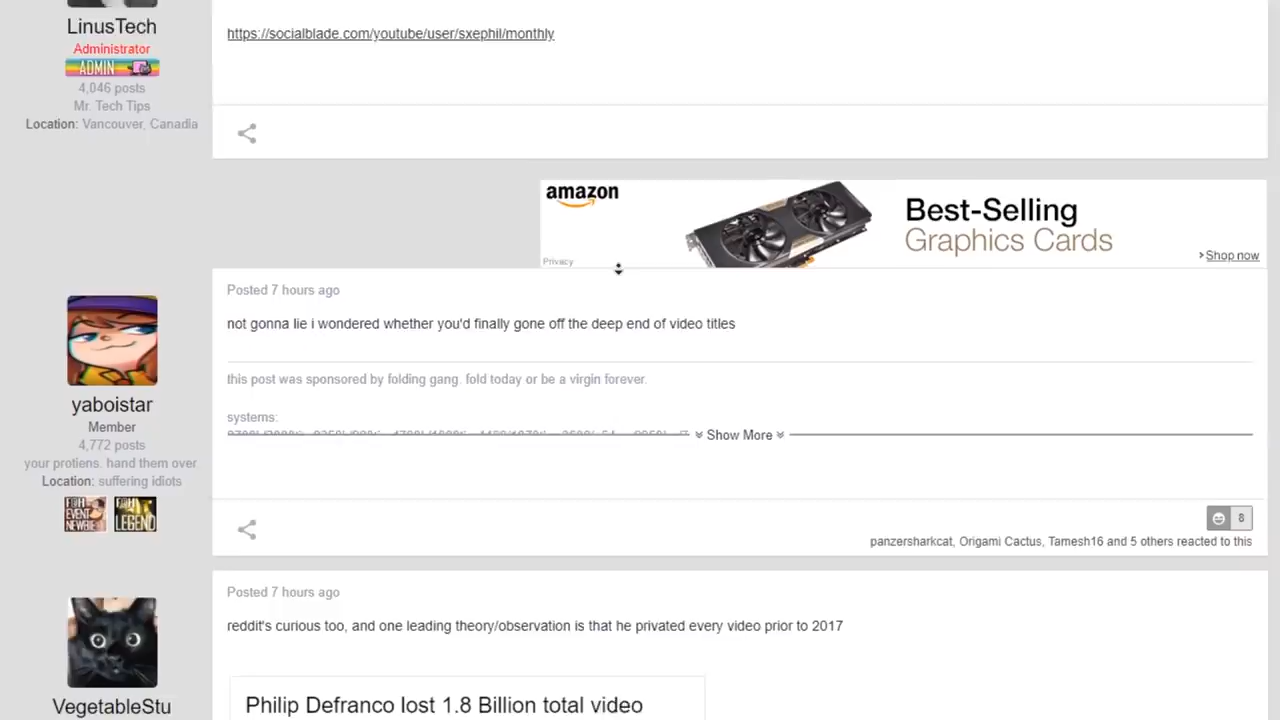 LinusTech
Administrator
ADMIN
4,046 posts
Mr. Tech Tips
Location: Vancouver, Canadia
https://socialblade.com/youtube/user/sxephil/monthly
amazon
Privacy
Best-Selling
Graphics Cards
Shop now
yaboistar
Member
4,772 posts
your protiens. hand them over
Location: suffering idiots
EVENT
NEWBIE
LEGEND
Posted 7 hours ago
not gonna lie i wondered whether you'd finally gone off the deep end of video titles
this post was sponsored by folding gang. fold today or be a virgin forever.
systems:
Show More
8
panzersharkcat, Origami Cactus, Tamesh16 and 5 others reacted to this
VegetableStu
Posted 7 hours ago
reddit's curious too, and one leading theory/observation is that he privated every video prior to 2017
Philip Defranco lost 1.8 Billion total video